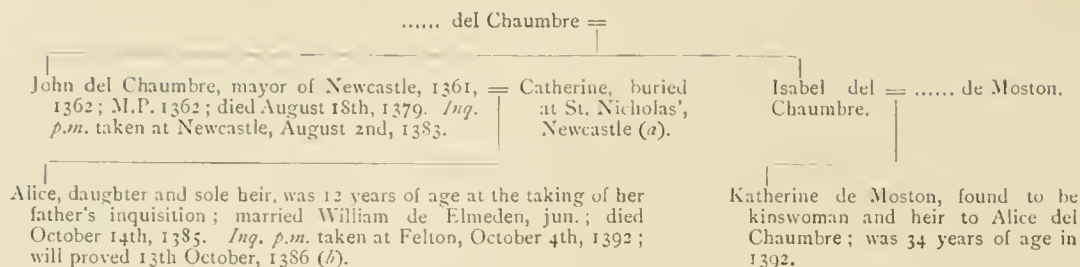 ...... del Chaumbre =
John del Chaumbre, mayor of Newcastle, 1361,
1362; M.P. 1362; died August 18th, 1379. Inq.
p.m. taken at Newcastle, August 2nd, 1383.
= Catherine, buried
at St. Nicholas',
Newcastle (a).
Isabel del = ...... de Moston.
Chaumbre.
Alice, daughter and sole heir, was 12 years of age at the taking of her
father's inquisition; married William de Elmeden, jun.; died
October 14th, 1385. Inq. p.m. taken at Felton, October 4th, 1392;
will proved 13th October, 1386 (b).
Katherine de Moston, found to be
kinswoman and heir to Alice del
Chaumbre; was 34 years of age in
1392.